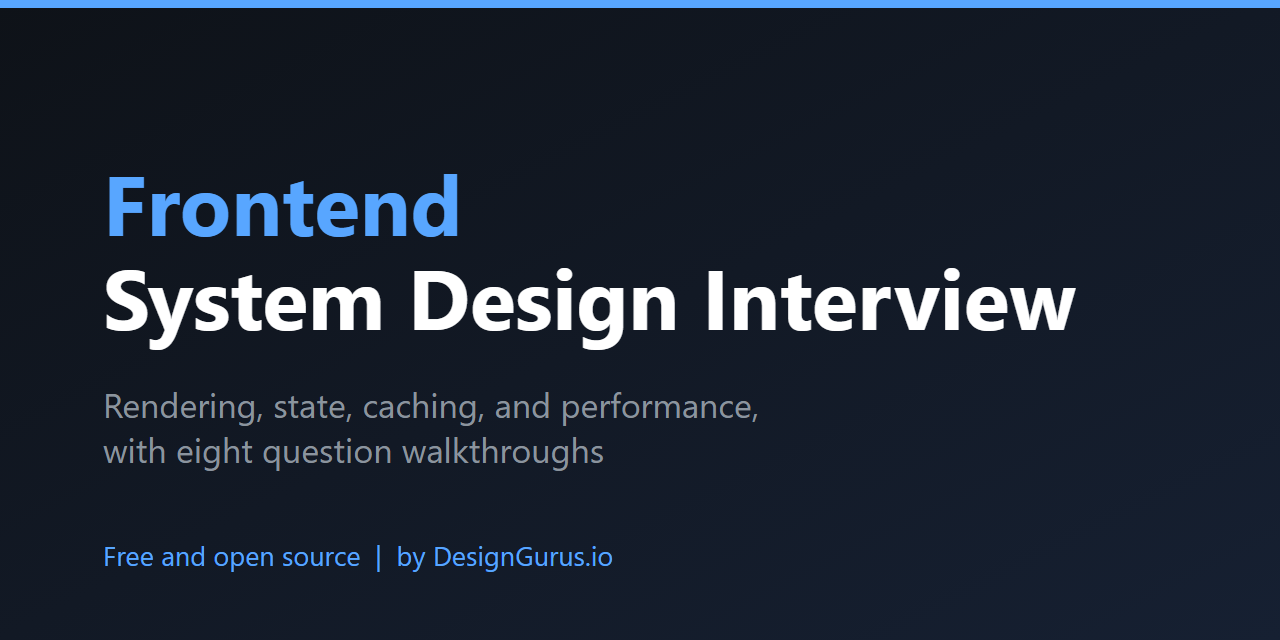 Frontend
System Design Interview
Rendering, state, caching, and performance,
with eight question walkthroughs
Free and open source | by DesignGurus.io